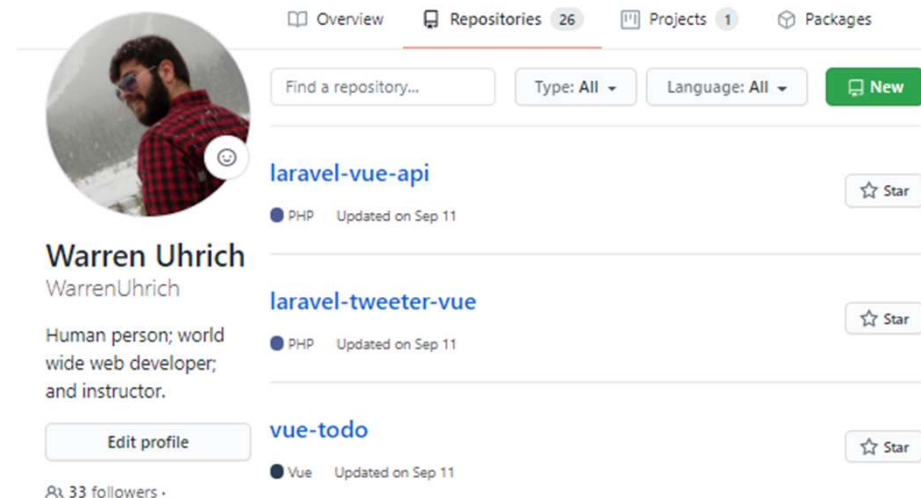 Overview Repositories 26 Projects 1 Packages
Find a repository... Type: All Language: All New
laravel-vue-api
Star
PHP Updated on Sep 11
Warren Uhrich
WarrenUhrich
laravel-tweeter-vue
Star
Human person; world
wide web developer;
and instructor.
PHP Updated on Sep 11
Edit profile
vue-todo
Star
Vue Updated on Sep 11
33 followers ·